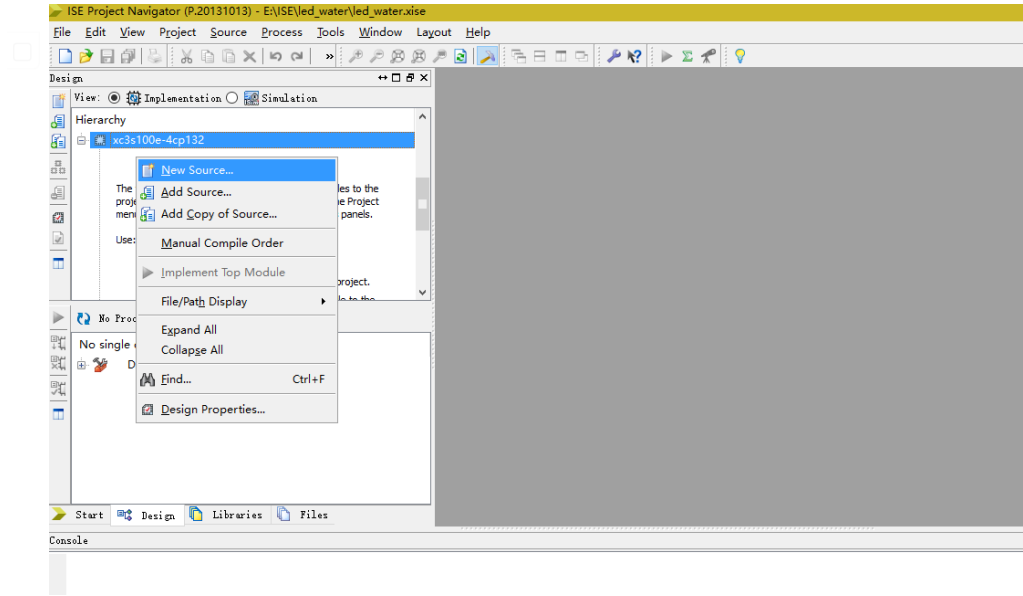 ISE Project Navigator (P.20131013) - E:\ISE\led_water\led_water.xise
File Edit View Project Source Process Tools Window Layout Help
»
Design
View: Implementation Simulation
Hierarchy
xc3s100e-4cp132
New Source...
The les to the
Add Source...
e Project
Add Copy of Source...
panels.
Use:
Manual Compile Order
Implement Top Module
project.
File/Path Display
No Proc
Expand All
No single
Collapse All
D
Find... Ctrl+F
Design Properties...
Start Design Libraries Files
Console